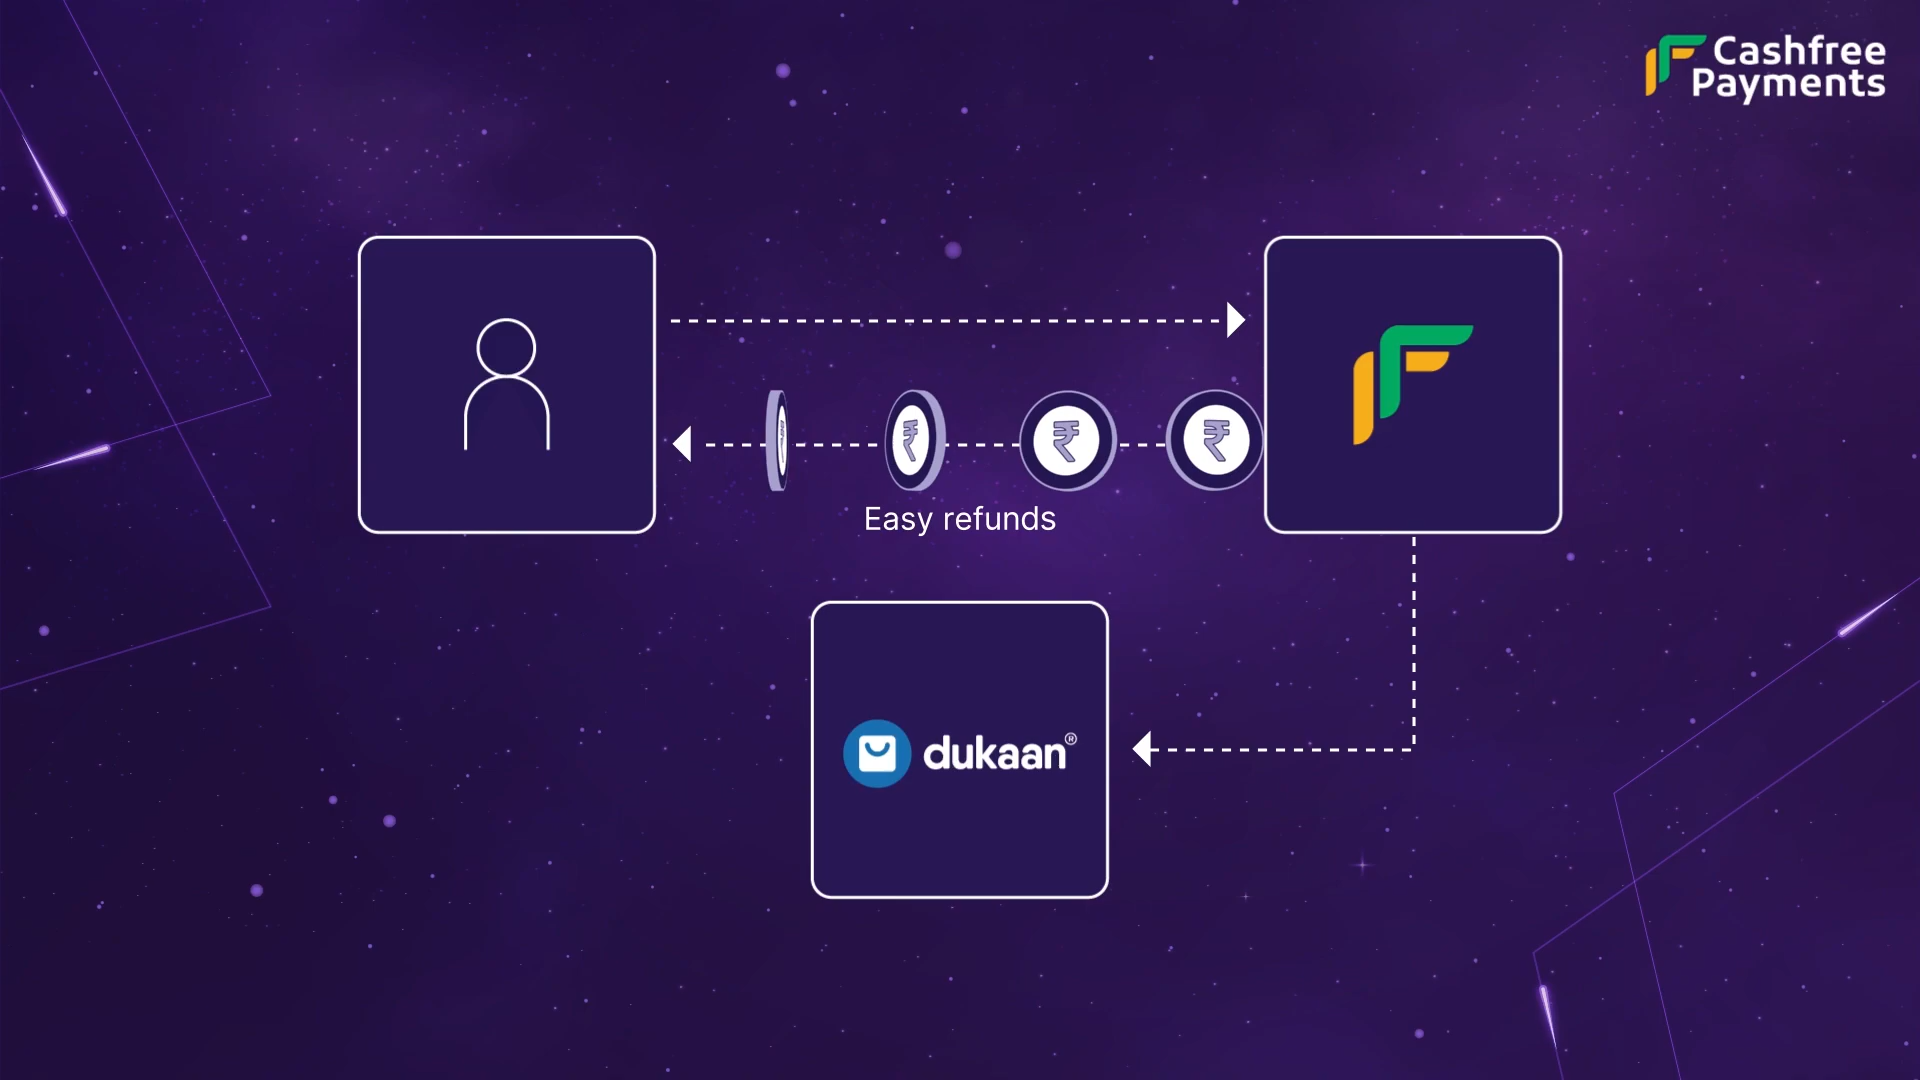 Cashfree
Payments
₹ ₹ ₹
Easy refunds
dukaan®